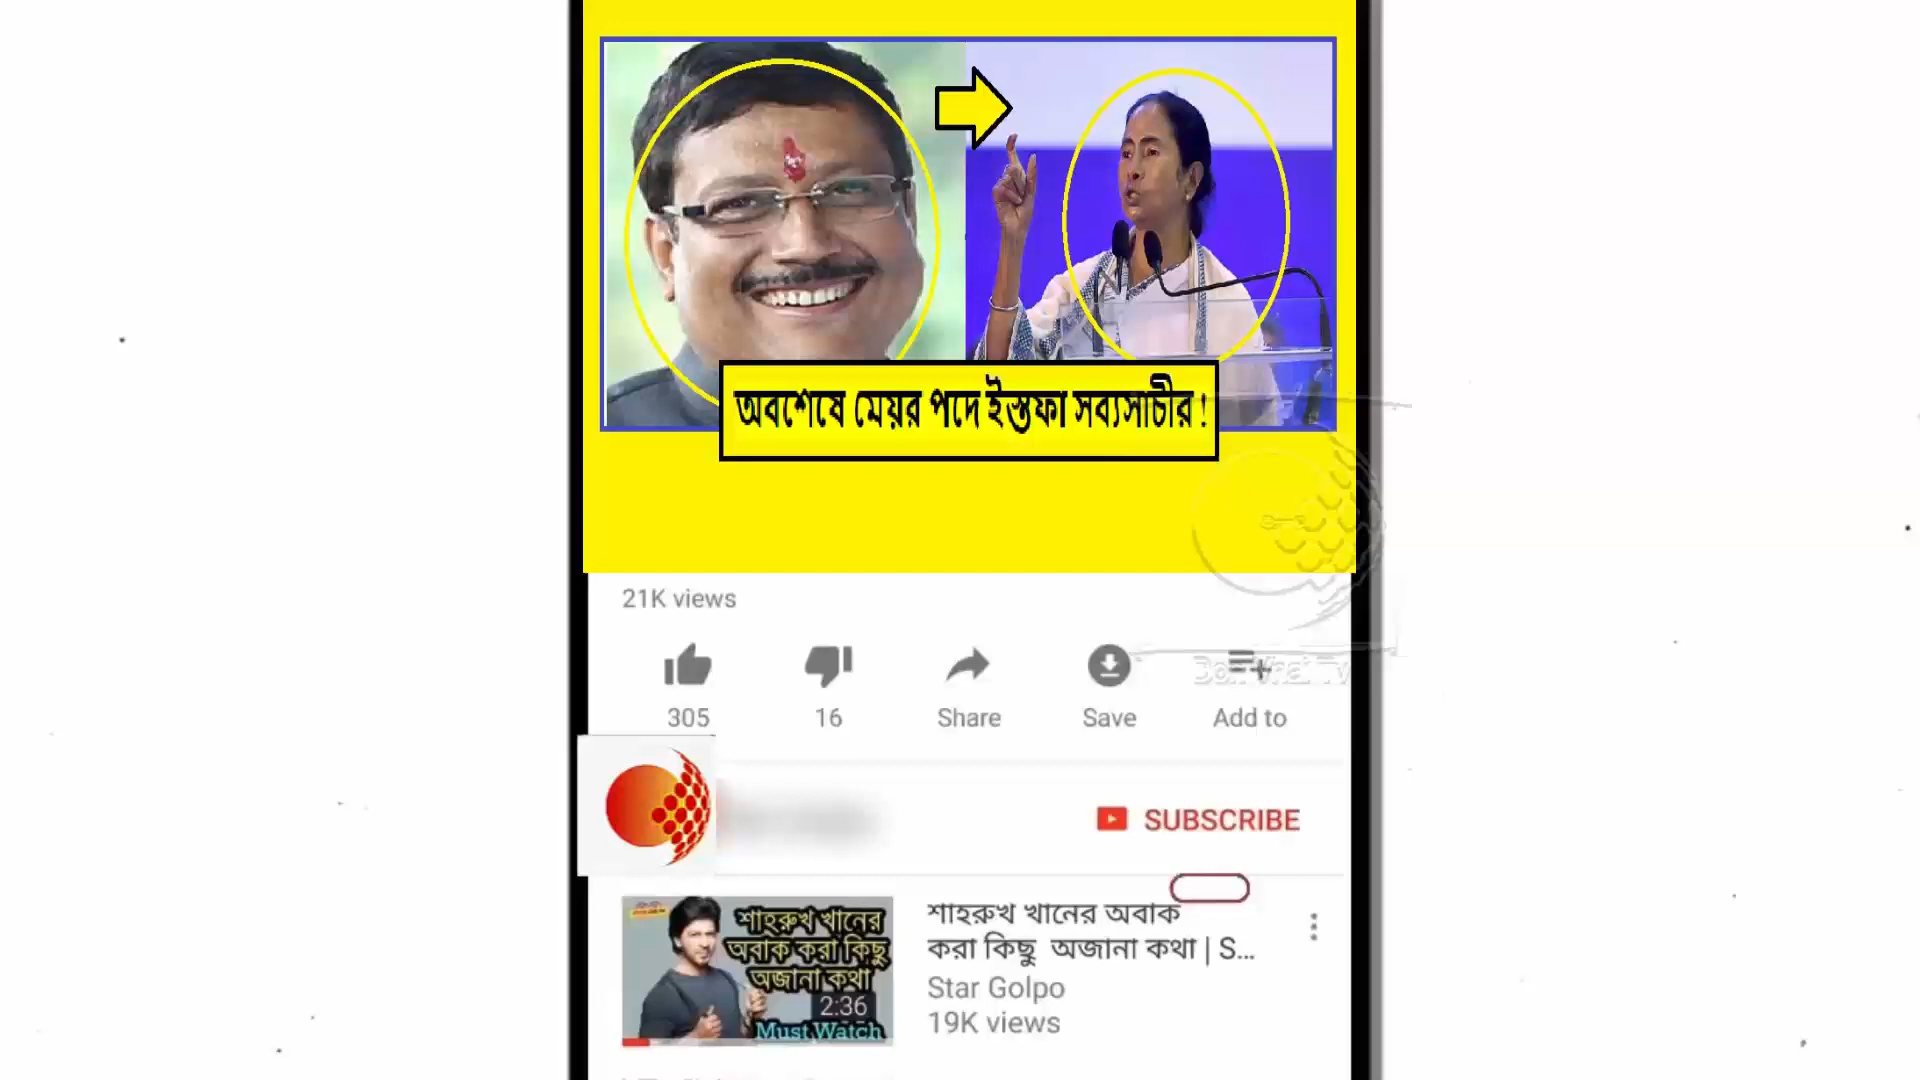 অবশেষে মেয়র পদে ইস্তফা সব্যসাচীর !
21K views
305
16
Share
Save
Add to
SUBSCRIBE
শাহরুখ খানের
অবাক করা কিছু
অজানা কথা
2:36
Must Watch
শাহরুখ খানের অবাক
করা কিছু অজানা কথা | S...
Star Golpo
19K views